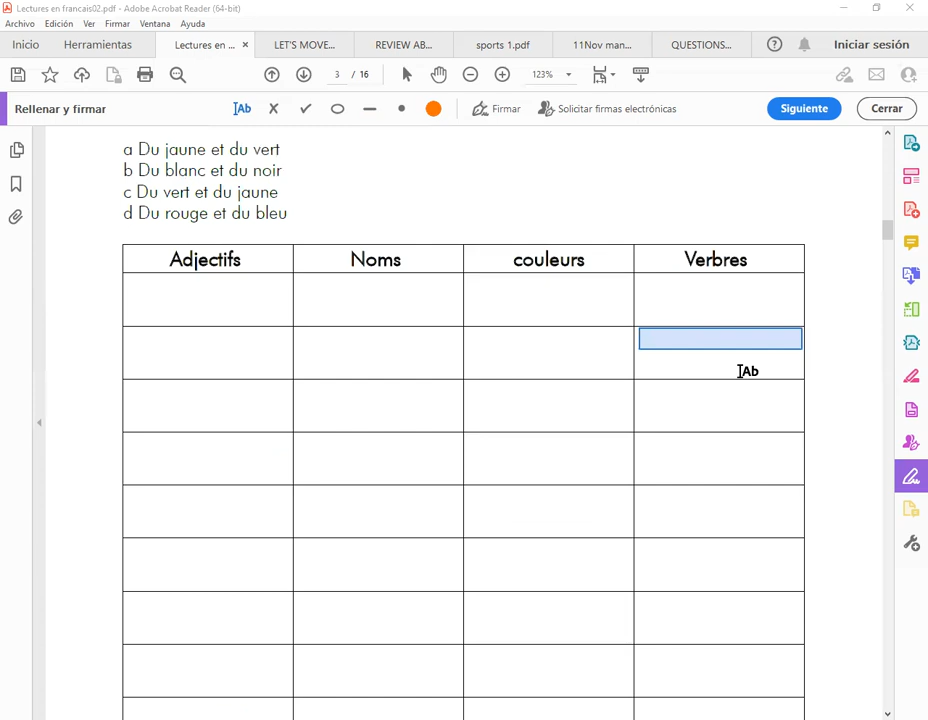 Lectures en francais02.pdf - Adobe Acrobat Reader (64-bit)
Archivo Edición Ver Firmar Ventana Ayuda
Inicio Herramientas Lectures en ... × LET'S MOVE... REVIEW AB... sports 1.pdf 11Nov man... QUESTIONS... Iniciar sesión
3 / 16 123%
Rellenar y firmar Ab Firmar Solicitar firmas electrónicas Siguiente Cerrar
a Du jaune et du vert
b Du blanc et du noir
c Du vert et du jaune
d Du rouge et du bleu
Adjectifs Noms couleurs Verbres
Ab